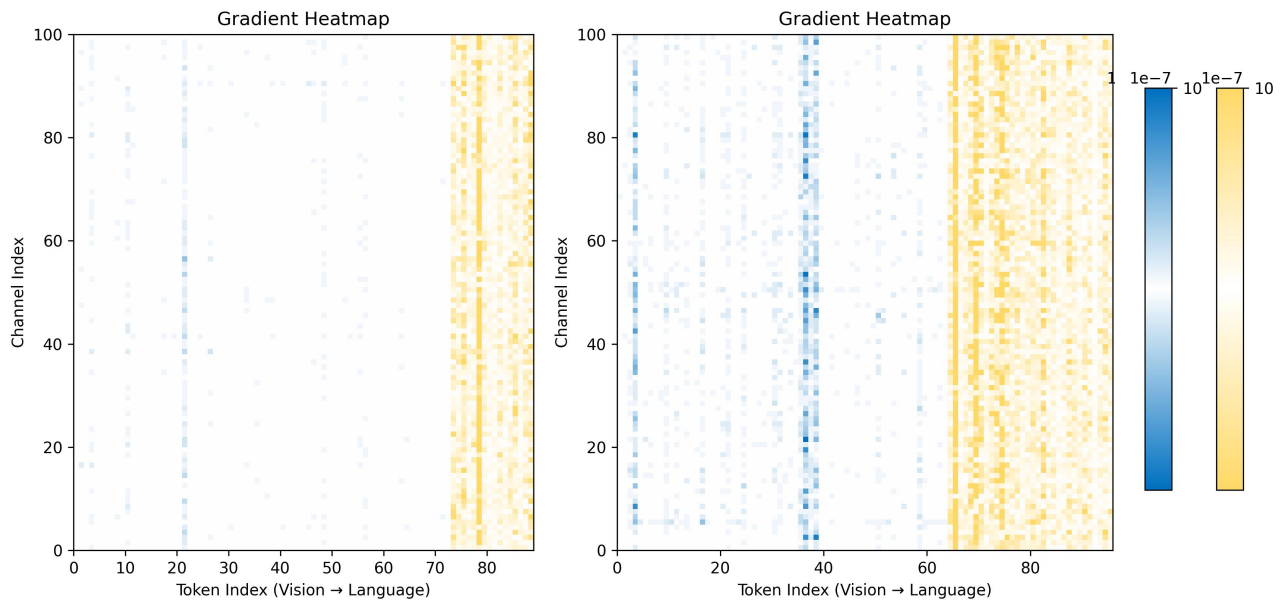 Gradient Heatmap
100
80
60
40
20
0
Channel Index
0 10 20 30 40 50 60 70 80
Token Index (Vision → Language)
Gradient Heatmap
100
80
60
40
20
0
Channel Index
0 20 40 60 80
Token Index (Vision → Language)
1 1e−7 10 1e−7 10